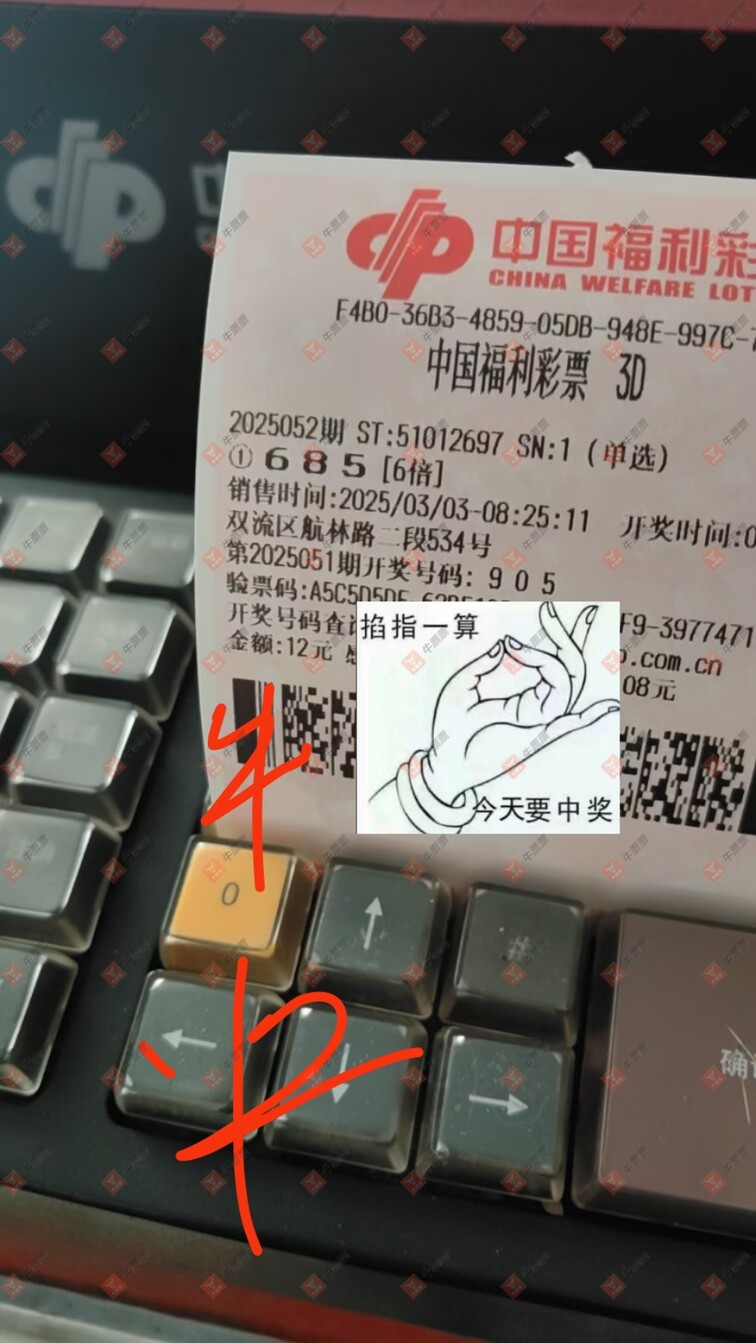 中国福利彩
CHINA WELFARE LOT
F4B0-36B3-4859-05DB-948E-997C-
中国福利彩票 3D
2025052期 ST:51012697 SN:1 (单选)
① 6 8 5 [6倍]
销售时间:2025/03/03-08:25:11 开奖时间:0
双流区航林路二段534号
第2025051期开奖号码: 9 0 5
验票码:A5C5D5DE F9-3977471
开奖号码查 .com.cn
金额:12元 08元
掐指一算
今天要中奖
牛
0
#
确